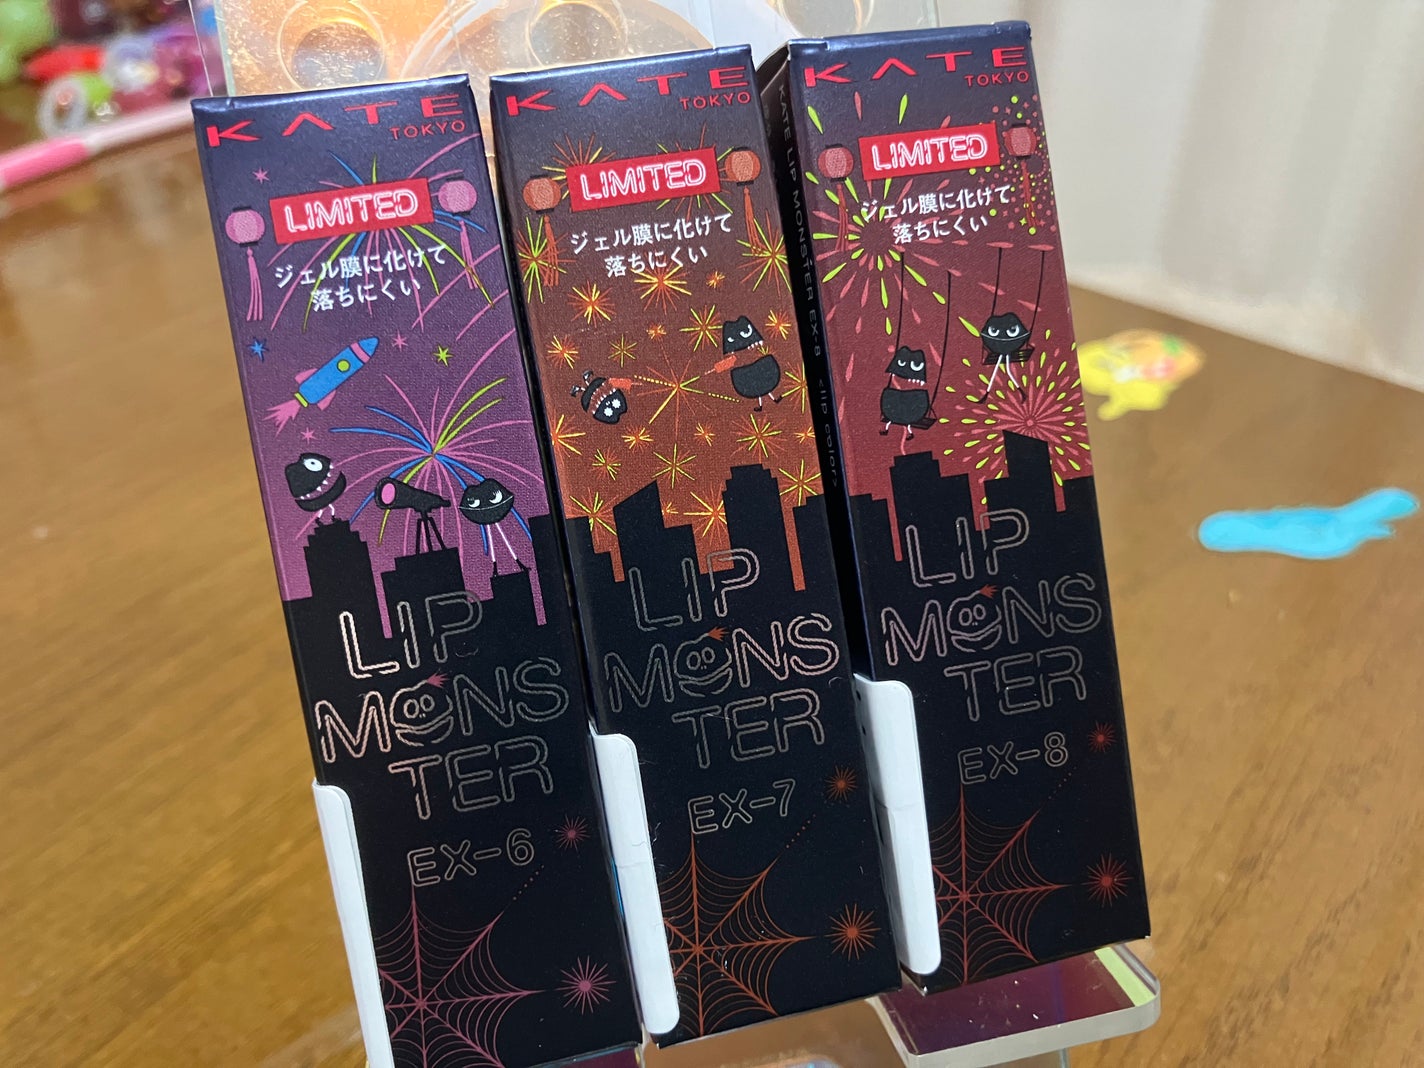 KATE
TOKYO
LIMITED
ジェル膜に化けて
落ちにくい
LIP
MONS
TER
EX-6
KATE
TOKYO
LIMITED
ジェル膜に化けて
落ちにくい
LIP
MONS
TER
EX-7
KATE LIP MONSTER EX-8 <lip color>
KATE
TOKYO
LIMITED
ジェル膜に化けて
落ちにくい
LIP
MONS
TER
EX-8